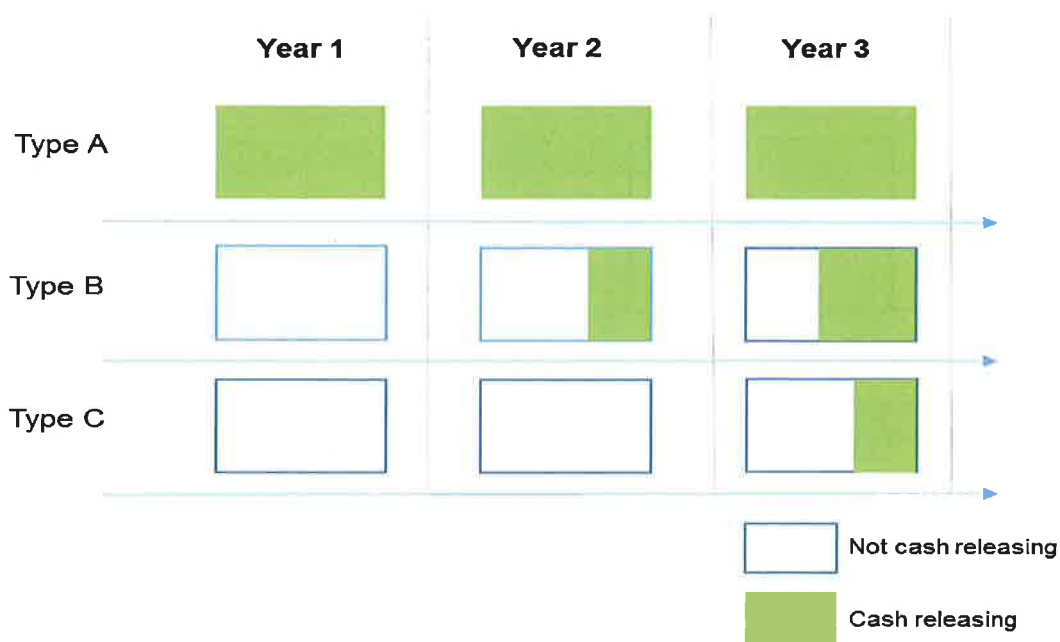 Year 1 Year 2 Year 3
Type A
Type B
Type C
Not cash releasing
Cash releasing